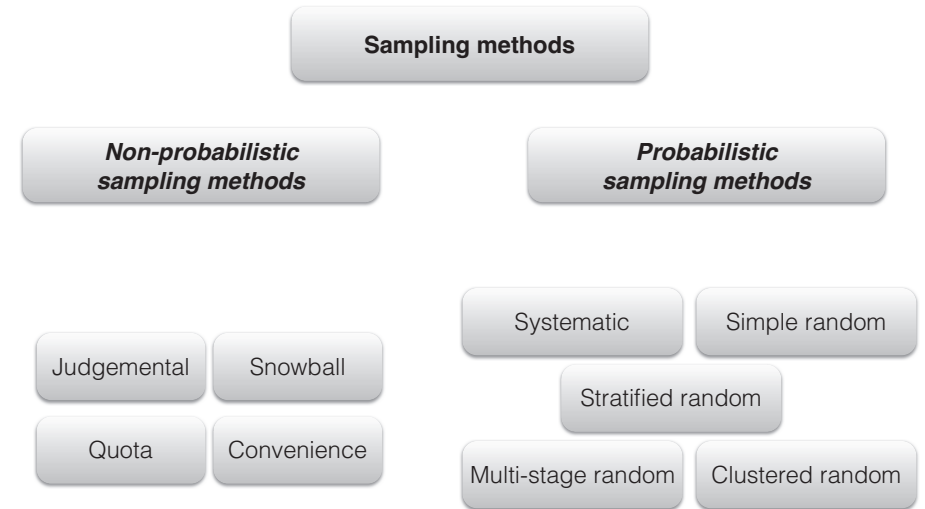 Sampling methods
Non-probabilistic
sampling methods
Probabilistic
sampling methods
Judgemental
Snowball
Quota
Convenience
Systematic
Simple random
Stratified random
Multi-stage random
Clustered random